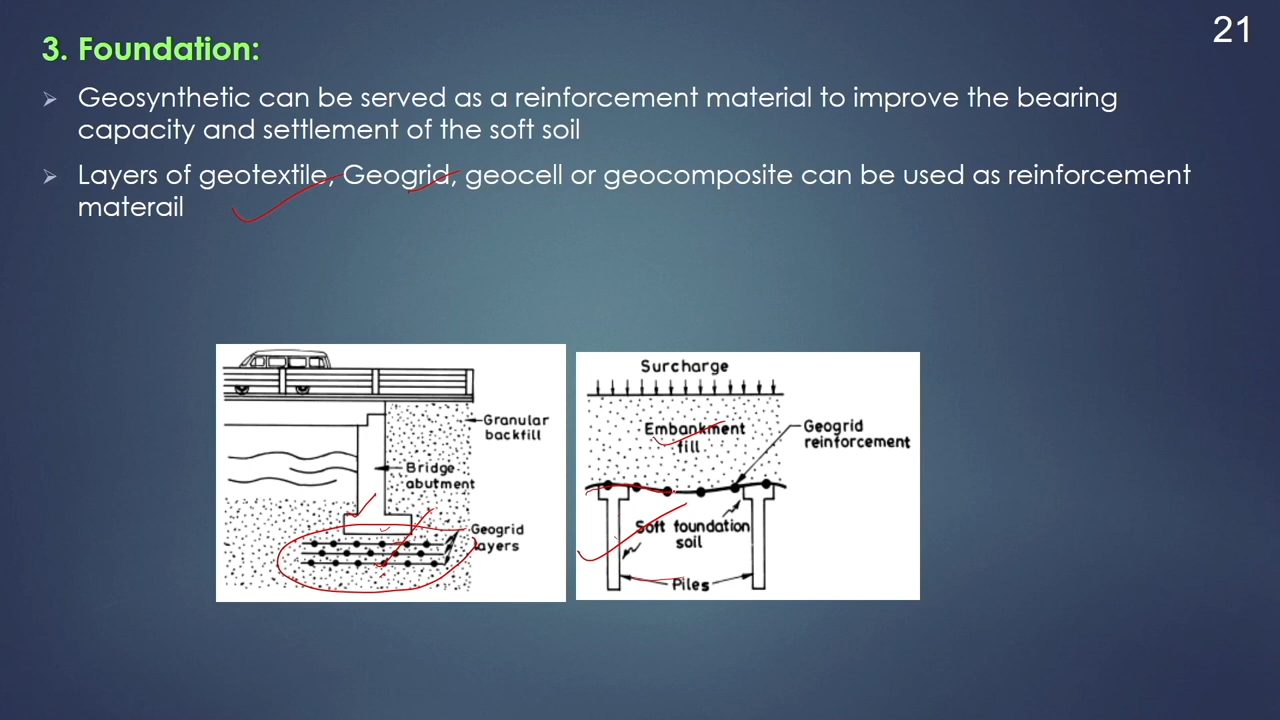 21
3. Foundation:
Geosynthetic can be served as a reinforcement material to improve the bearing
capacity and settlement of the soft soil
Layers of geotextile, Geogrid, geocell or geocomposite can be used as reinforcement
materail
Granular
backfill
Bridge
abutment
Geogrid
layers
Surcharge
Embankment
fill
Geogrid
reinforcement
Soft foundation
soil
Piles